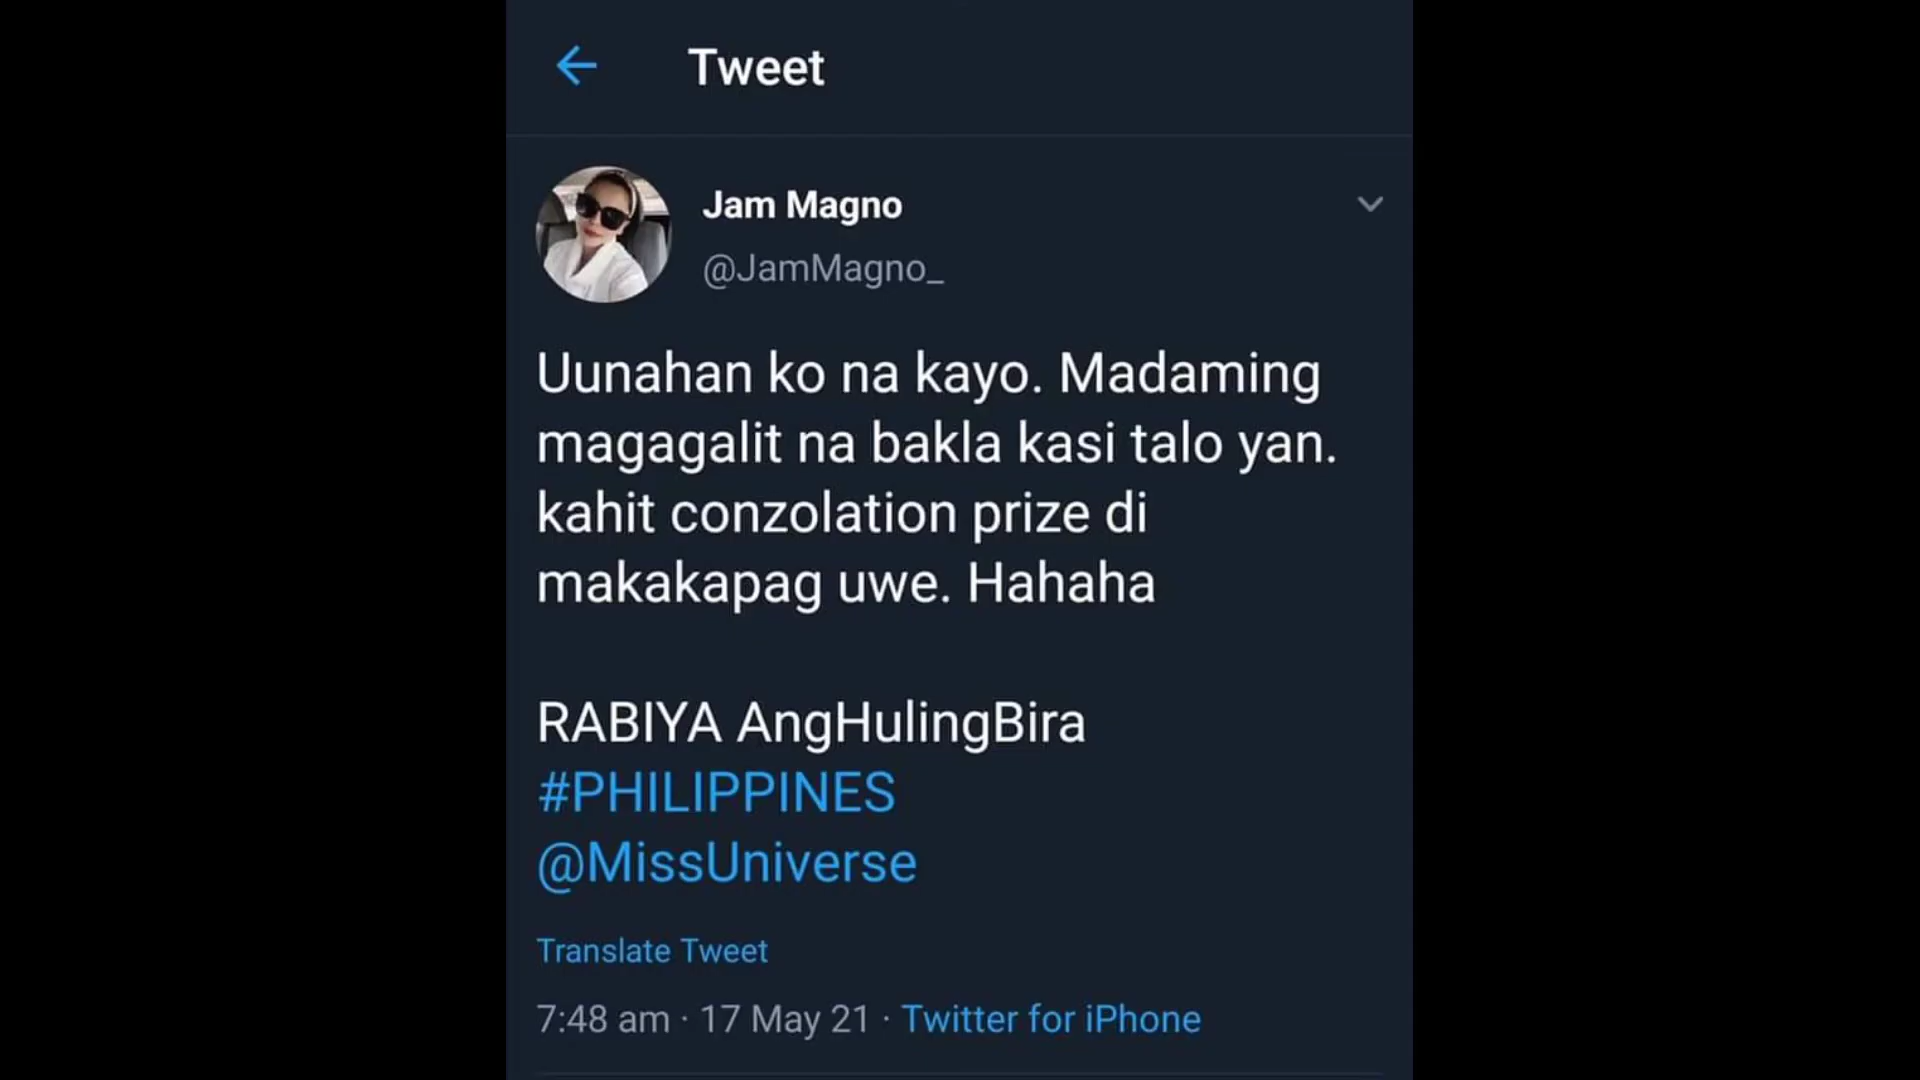 Tweet
Jam Magno
@JamMagno_
Uunahan ko na kayo. Madaming
magagalit na bakla kasi talo yan.
kahit conzolation prize di
makakapag uwe. Hahaha
RABIYA AngHulingBira
#PHILIPPINES
@MissUniverse
Translate Tweet
7:48 am · 17 May 21 · Twitter for iPhone